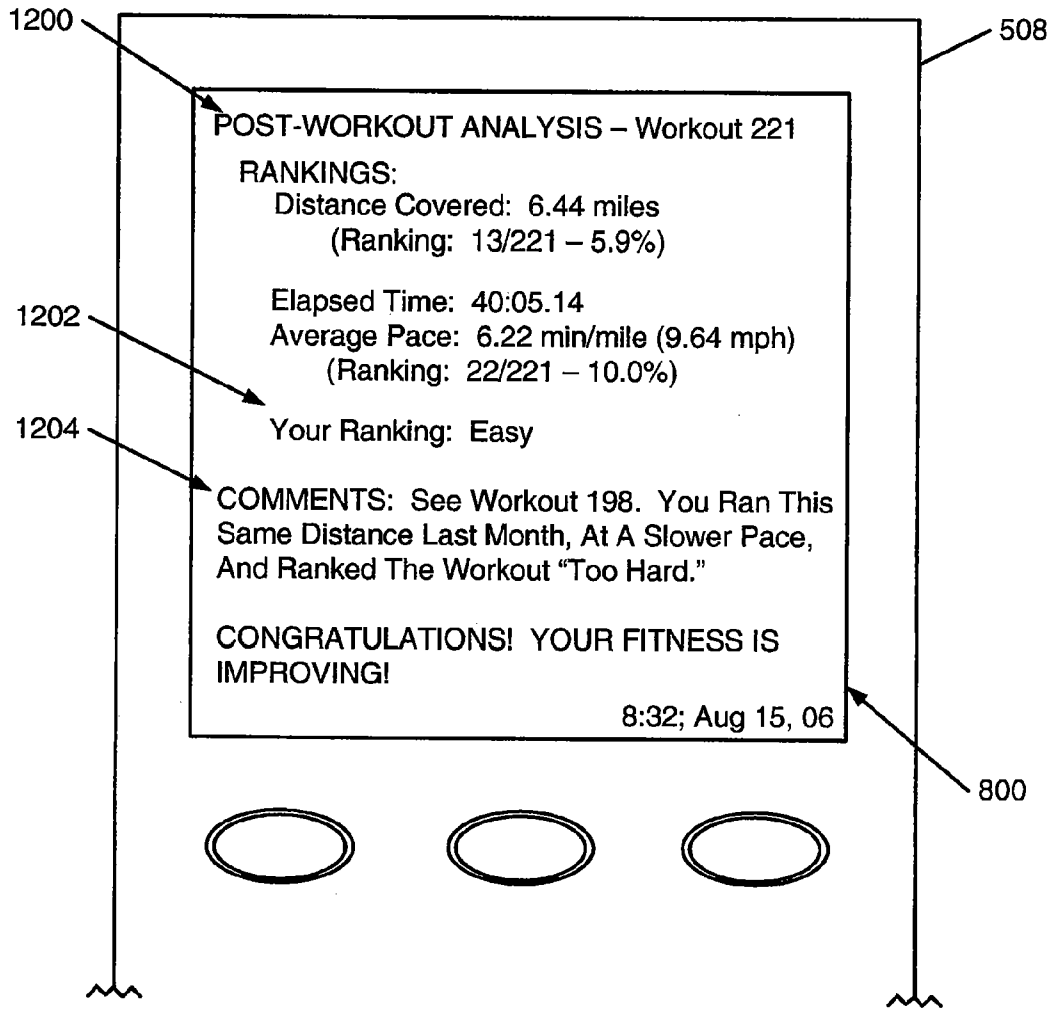 1200
508
POST-WORKOUT ANALYSIS – Workout 221
RANKINGS:
Distance Covered: 6.44 miles
(Ranking: 13/221 – 5.9%)
Elapsed Time: 40:05.14
1202
Average Pace: 6.22 min/mile (9.64 mph)
(Ranking: 22/221 – 10.0%)
1204
Your Ranking: Easy
COMMENTS: See Workout 198. You Ran This
Same Distance Last Month, At A Slower Pace,
And Ranked The Workout “Too Hard.”
CONGRATULATIONS! YOUR FITNESS IS
IMPROVING!
8:32; Aug 15, 06
800